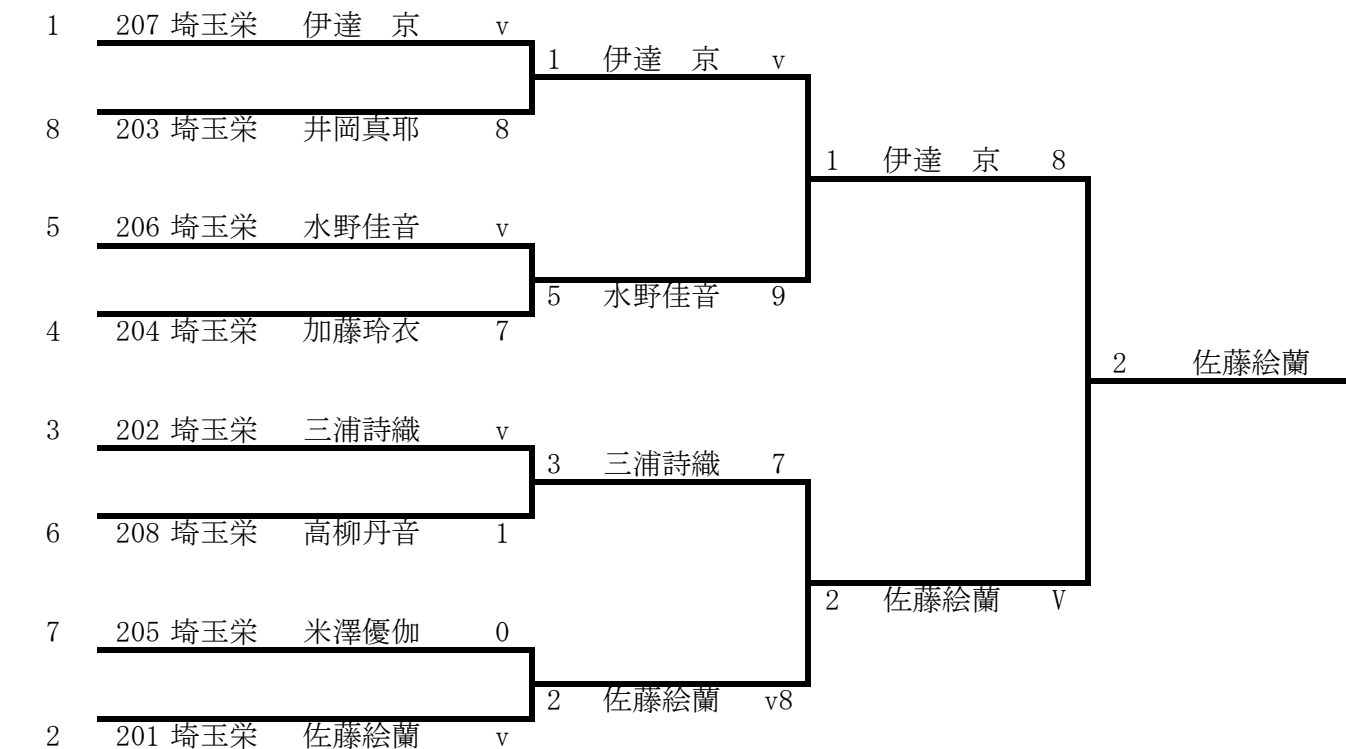 1 207 埼玉栄 伊達　京 v
1 伊達　京 v
8 203 埼玉栄 井岡真耶 8
1 伊達　京 8
5 206 埼玉栄 水野佳音 v
5 水野佳音 9
4 204 埼玉栄 加藤玲衣 7
2 佐藤絵蘭
3 202 埼玉栄 三浦詩織 v
3 三浦詩織 7
6 208 埼玉栄 高柳丹音 1
2 佐藤絵蘭 V
7 205 埼玉栄 米澤優伽 0
2 佐藤絵蘭 v8
2 201 埼玉栄 佐藤絵蘭 v